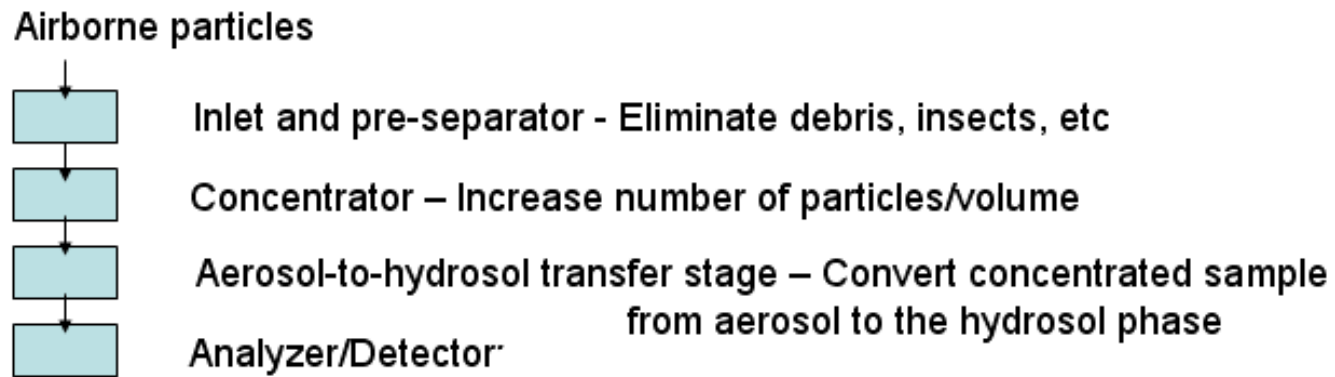 Airborne particles
Inlet and pre-separator - Eliminate debris, insects, etc
Concentrator – Increase number of particles/volume
Aerosol-to-hydrosol transfer stage – Convert concentrated sample
from aerosol to the hydrosol phase
Analyzer/Detector